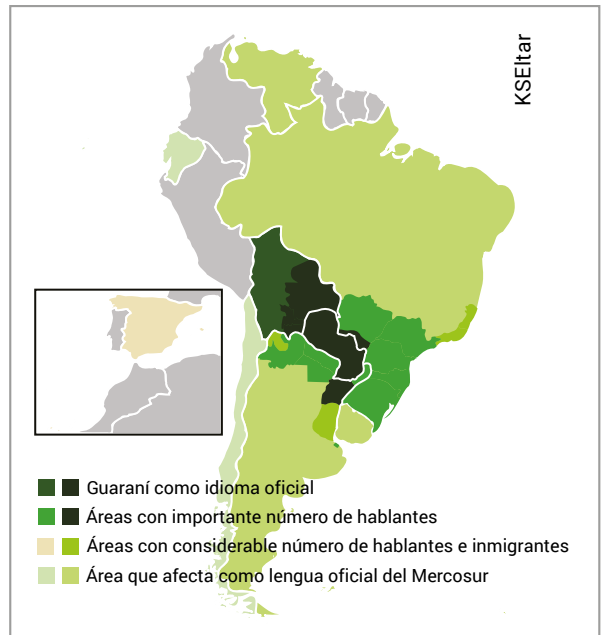 KSEltar
Guaraní como idioma oficial
Áreas con importante número de hablantes
Áreas con considerable número de hablantes e inmigrantes
Área que afecta como lengua oficial del Mercosur